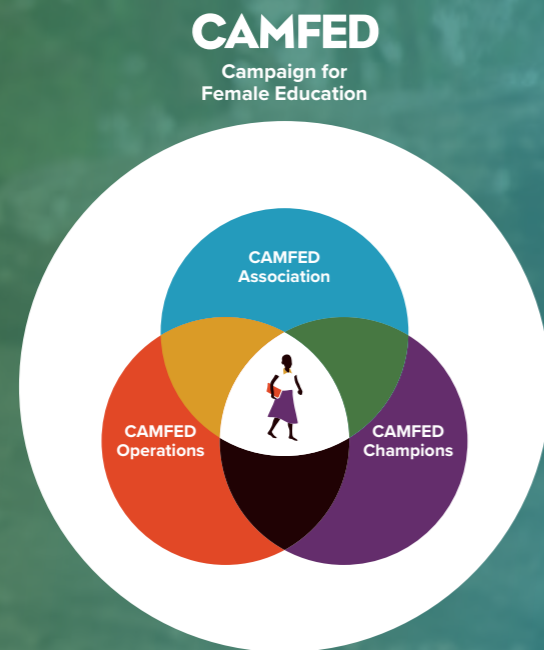 CAMFED
Campaign for
Female Education
CAMFED
Association
CAMFED
Operations
CAMFED
Champions